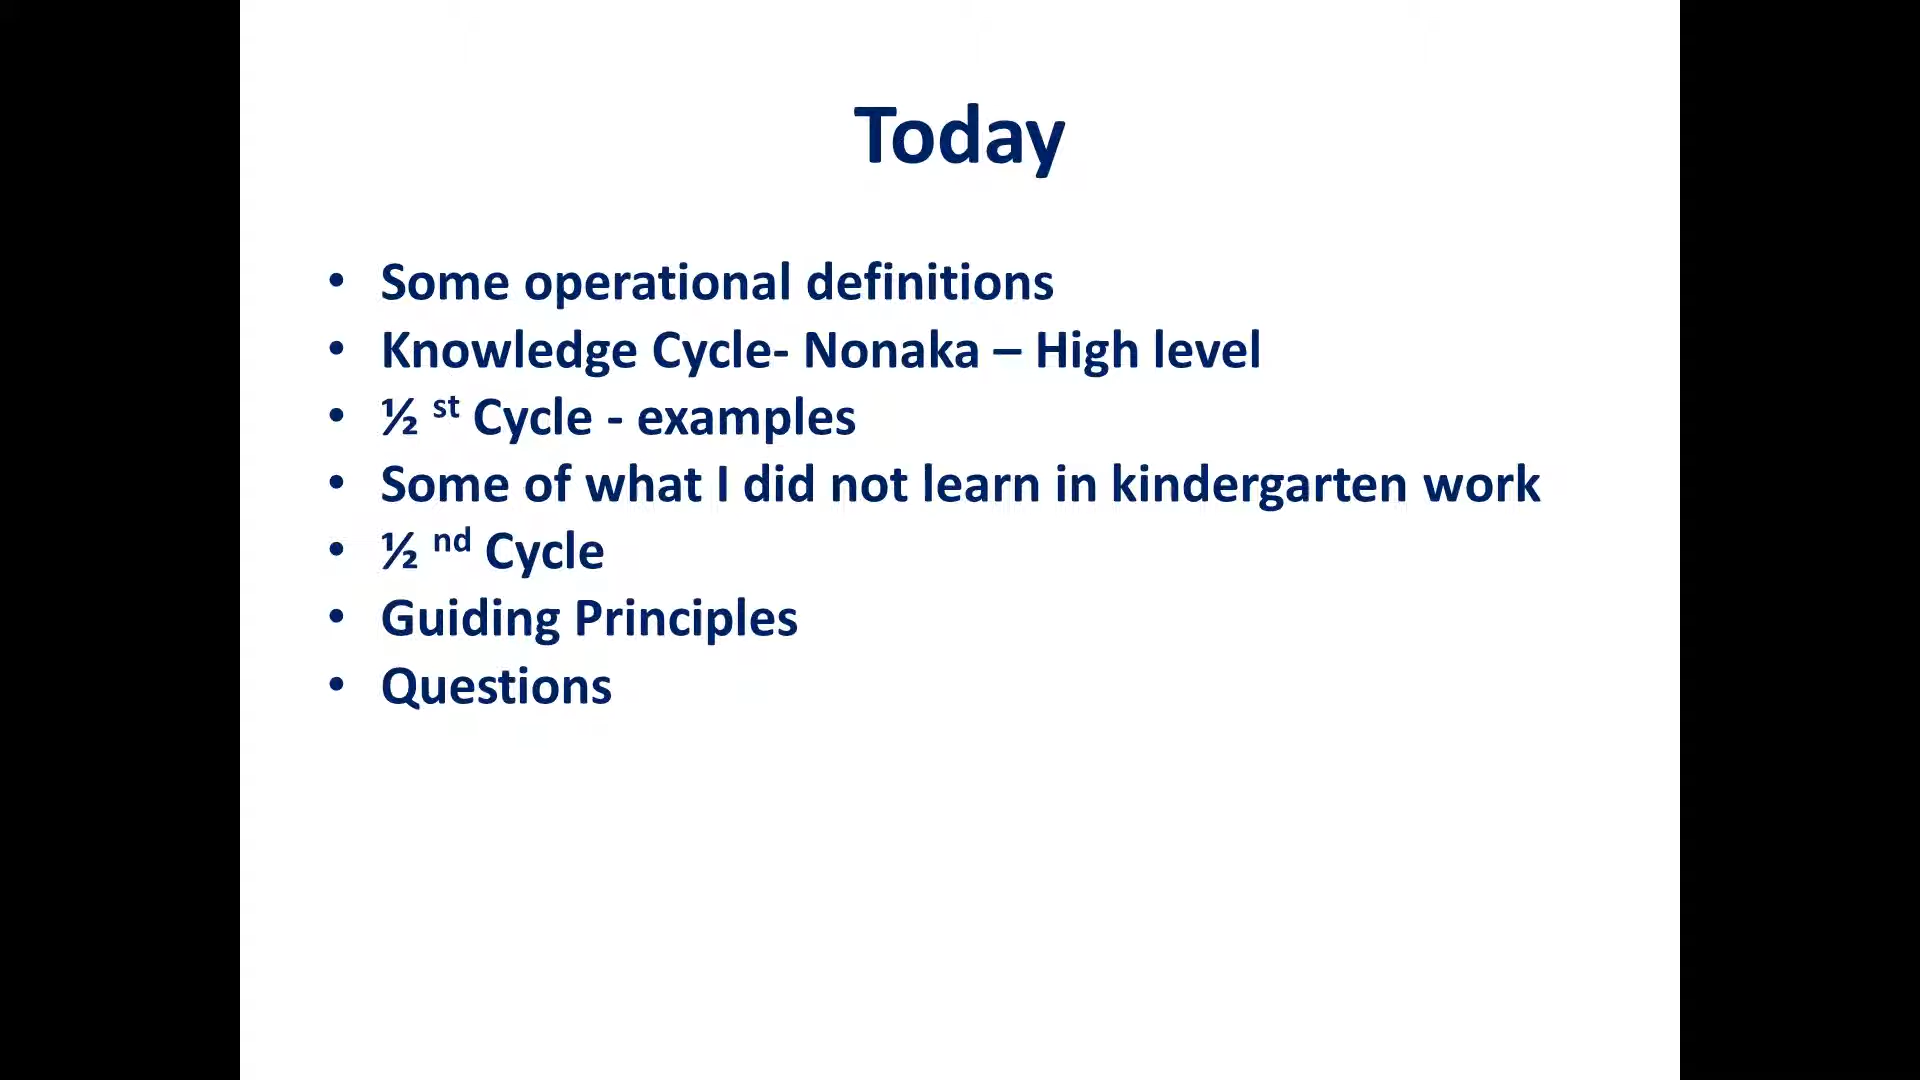 Today
• Some operational definitions
• Knowledge Cycle- Nonaka – High level
• ½ st Cycle - examples
• Some of what I did not learn in kindergarten work
• ½ nd Cycle
• Guiding Principles
• Questions